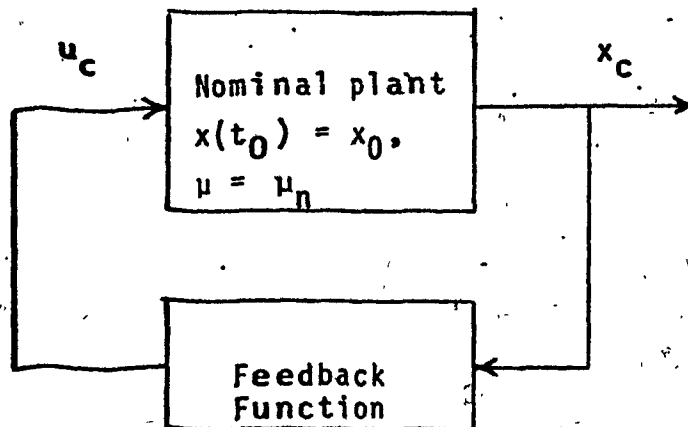 u_c
x_c
Nominal plant
x(t_0) = x_0,
μ = μ_n
Feedback
Function